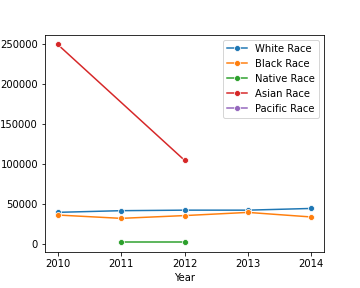 250000
200000
150000
100000
50000
0
2010 2011 2012 2013 2014
Year
White Race
Black Race
Native Race
Asian Race
Pacific Race